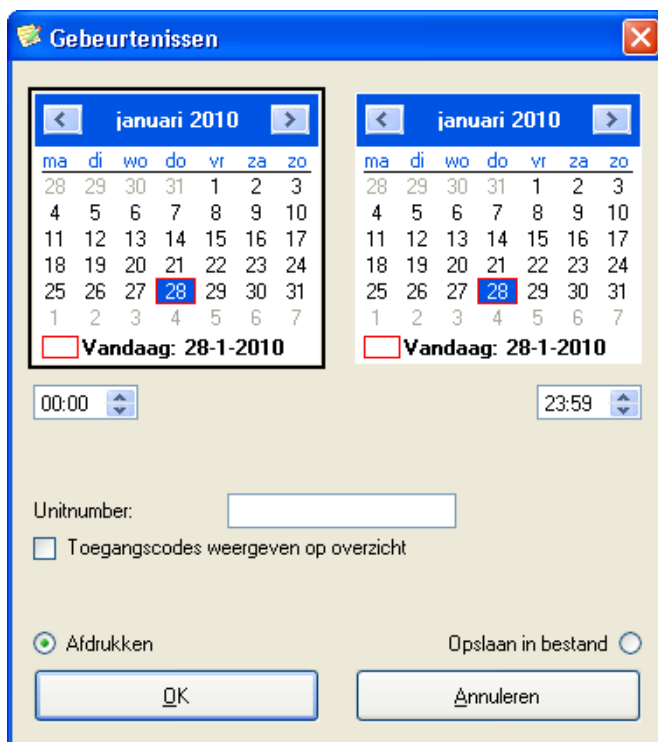 Gebeurtenissen
januari 2010
ma di wo do vr za zo
28 29 30 31 1 2 3
4 5 6 7 8 9 10
11 12 13 14 15 16 17
18 19 20 21 22 23 24
25 26 27 28 29 30 31
1 2 3 4 5 6 7
Vandaag: 28-1-2010
januari 2010
ma di wo do vr za zo
28 29 30 31 1 2 3
4 5 6 7 8 9 10
11 12 13 14 15 16 17
18 19 20 21 22 23 24
25 26 27 28 29 30 31
1 2 3 4 5 6 7
Vandaag: 28-1-2010
00:00 23:59
Unitnumber:
Toegangscodes weergeven op overzicht
Afdrukken Opslaan in bestand
OK Annuleren